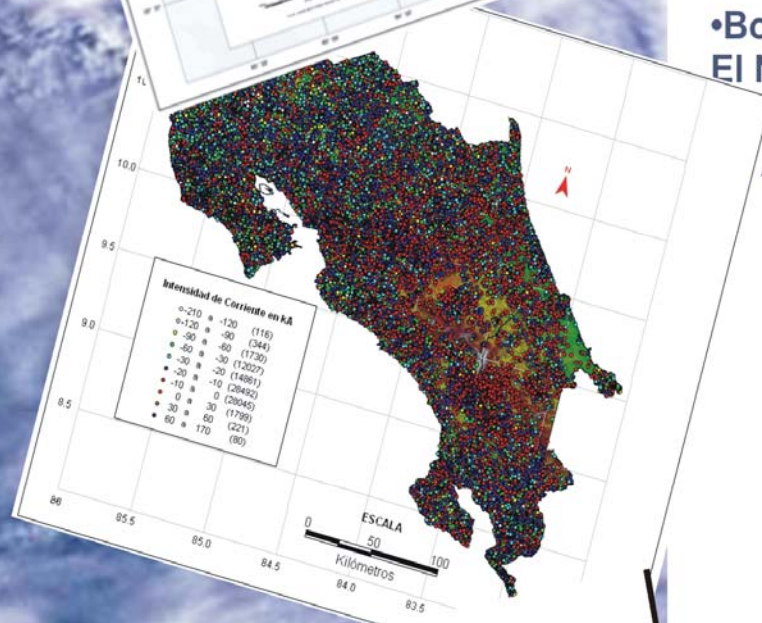 •Bo
El N
10.0
9.5
9.0
8.5
86
85.5
85.0
84.5
84.0
83.5
N
Intensidad de Corriente en kA
-210 a -120 (116)
-120 a -90 (344)
-90 a -60 (1730)
-60 a -30 (12027)
-30 a -20 (14861)
-20 a -10 (28492)
-10 a 0 (28045)
0 a 30 (1799)
30 a 60 (221)
60 a 170 (80)
ESCALA
0 50 100
Kilómetros